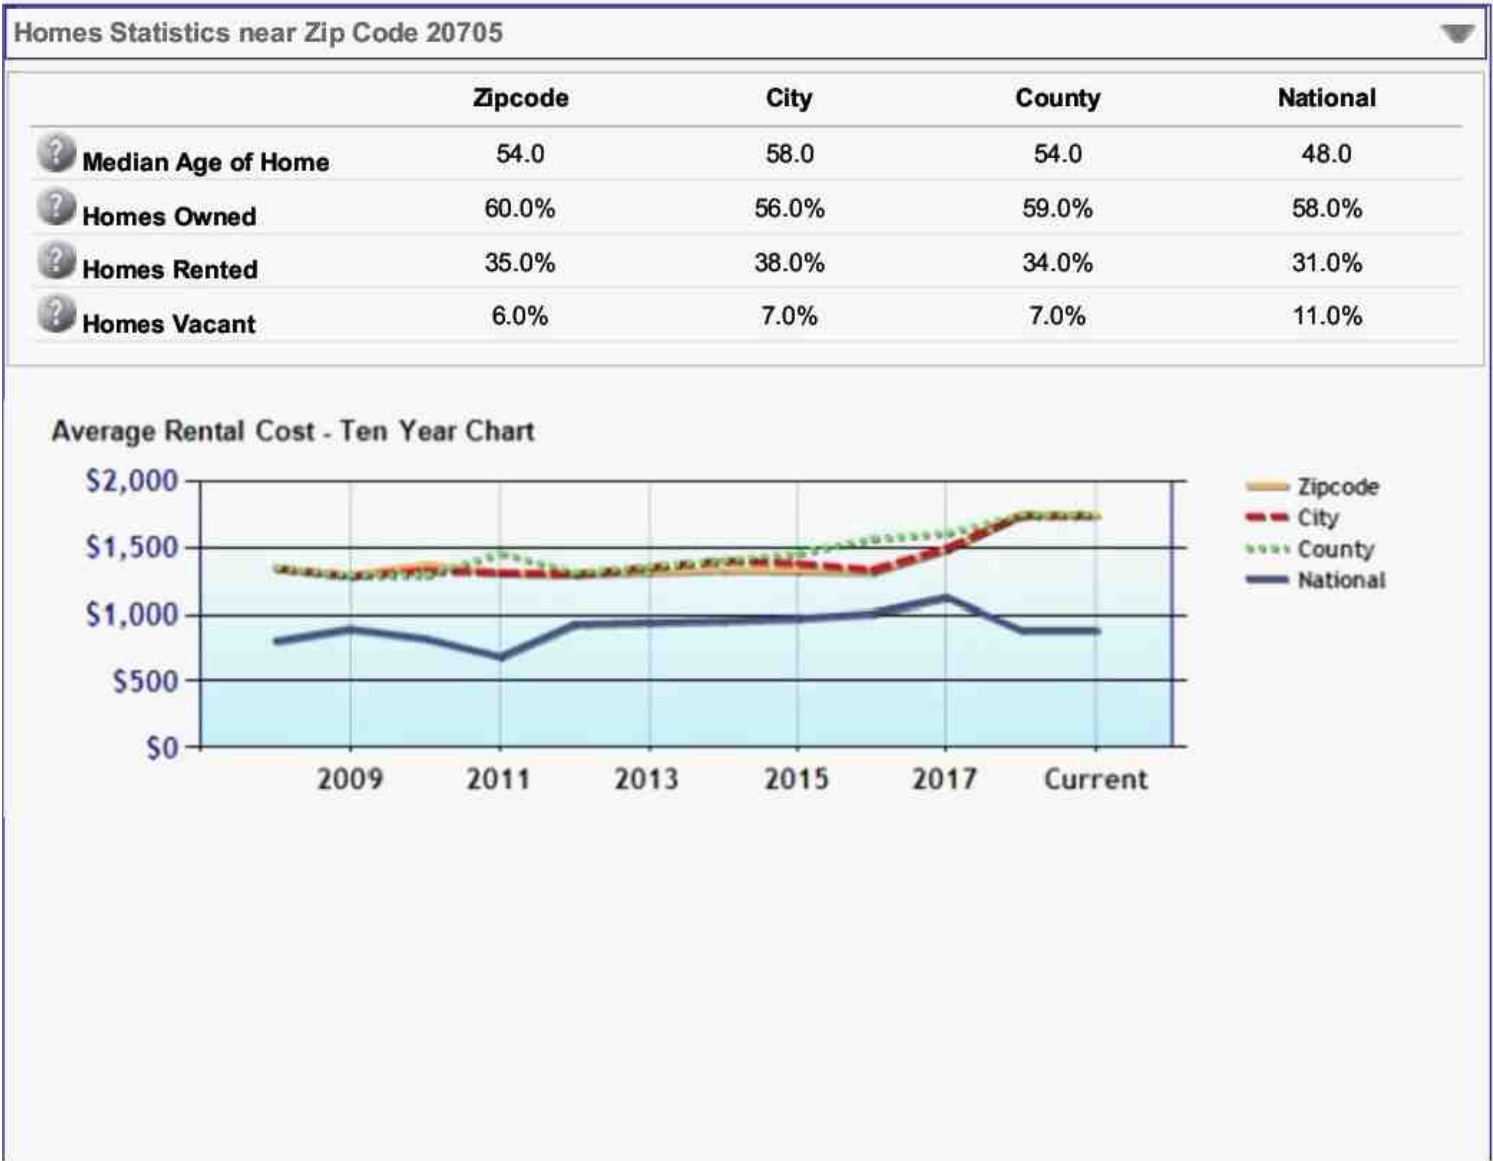 Homes Statistics near Zip Code 20705
Zipcode City County National
? Median Age of Home 54.0 58.0 54.0 48.0
? Homes Owned 60.0% 56.0% 59.0% 58.0%
? Homes Rented 35.0% 38.0% 34.0% 31.0%
? Homes Vacant 6.0% 7.0% 7.0% 11.0%
Average Rental Cost - Ten Year Chart
$2,000
$1,500
$1,000
$500
$0
2009 2011 2013 2015 2017 Current
Zipcode
City
County
National